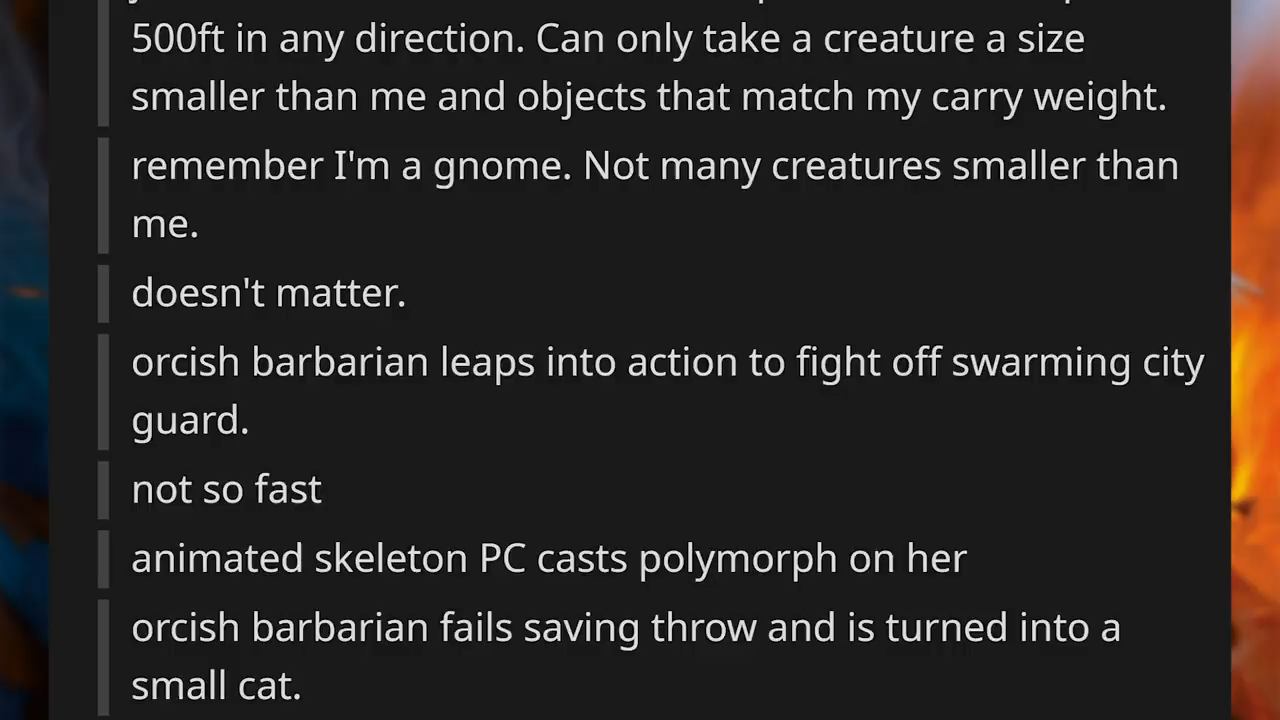 500ft in any direction. Can only take a creature a size
smaller than me and objects that match my carry weight.
remember I'm a gnome. Not many creatures smaller than
me.
doesn't matter.
orcish barbarian leaps into action to fight off swarming city
guard.
not so fast
animated skeleton PC casts polymorph on her
orcish barbarian fails saving throw and is turned into a
small cat.